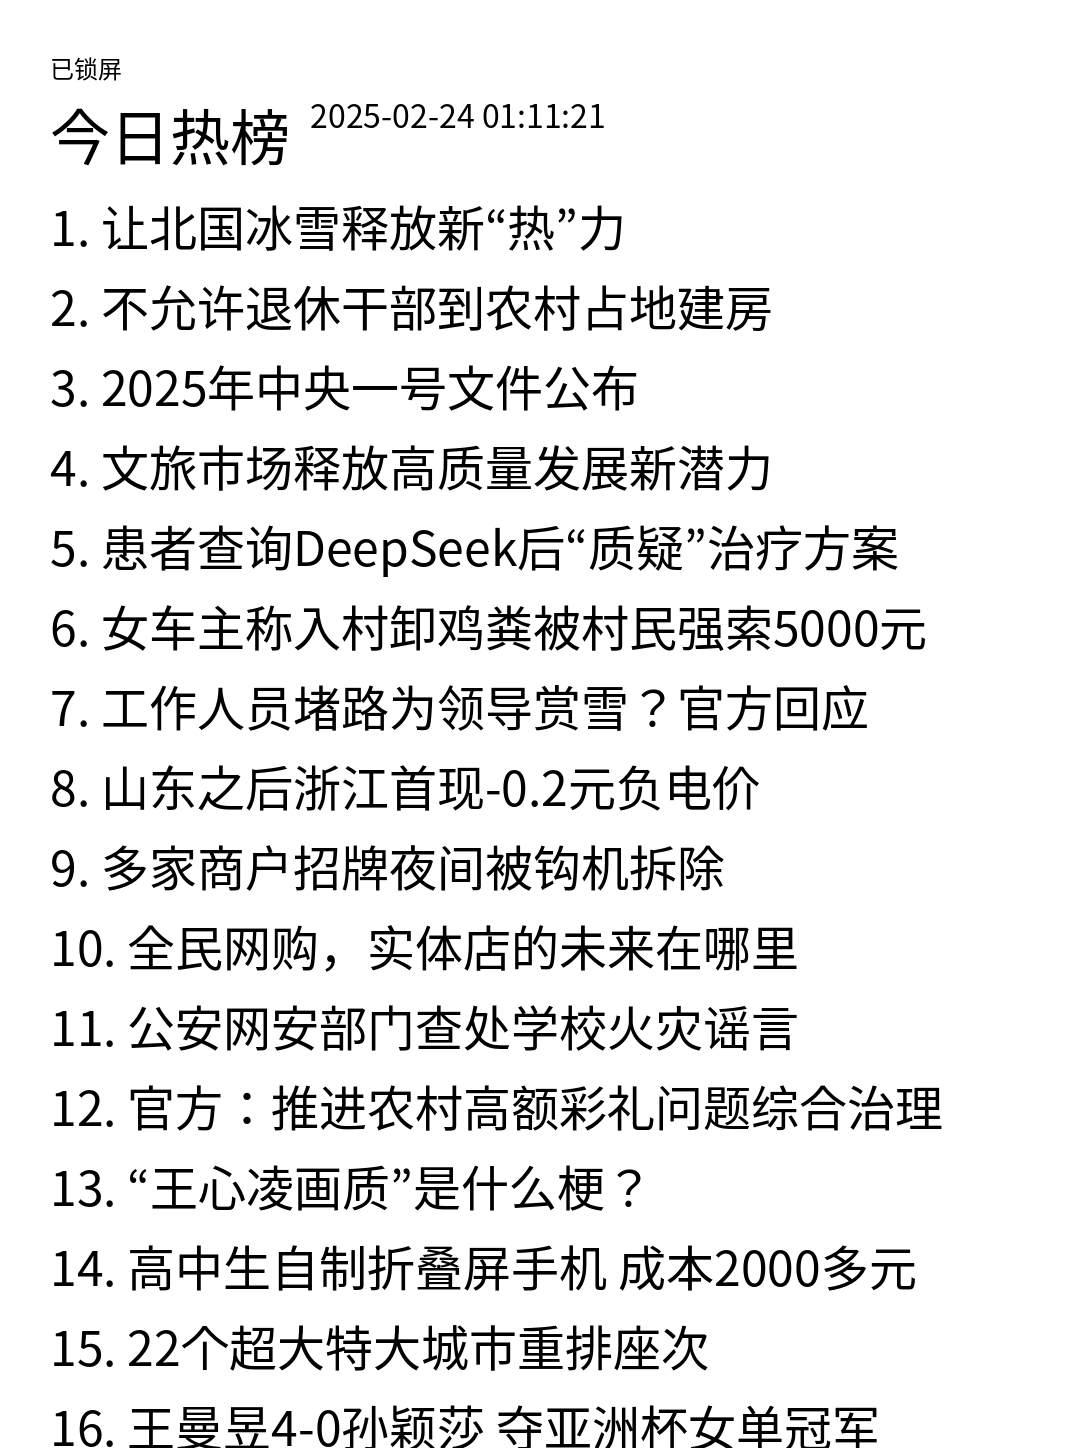 已锁屏
今日热榜 2025-02-24 01:11:21
1. 让北国冰雪释放新“热”力
2. 不允许退休干部到农村占地建房
3. 2025年中央一号文件公布
4. 文旅市场释放高质量发展新潜力
5. 患者查询DeepSeek后“质疑”治疗方案
6. 女车主称入村卸鸡粪被村民强索5000元
7. 工作人员堵路为领导赏雪？官方回应
8. 山东之后浙江首现-0.2元负电价
9. 多家商户招牌夜间被钩机拆除
10. 全民网购，实体店的未来在哪里
11. 公安网安部门查处学校火灾谣言
12. 官方：推进农村高额彩礼问题综合治理
13. “王心凌画质”是什么梗？
14. 高中生自制折叠屏手机 成本2000多元
15. 22个超大特大城市重排座次
16. 王曼昱4-0孙颖莎 夺亚洲杯女单冠军